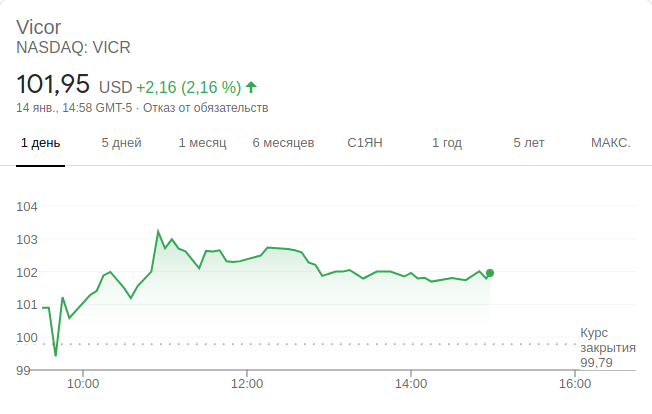 Vicor
NASDAQ: VICR
101,95 USD +2,16 (2,16 %)
14 янв., 14:58 GMT-5 · Отказ от обязательств
1 день 5 дней 1 месяц 6 месяцев С1ЯН 1 год 5 лет МАКС.
104
103
102
101
100
Курс
закрытия
99,79
99
10:00 12:00 14:00 16:00